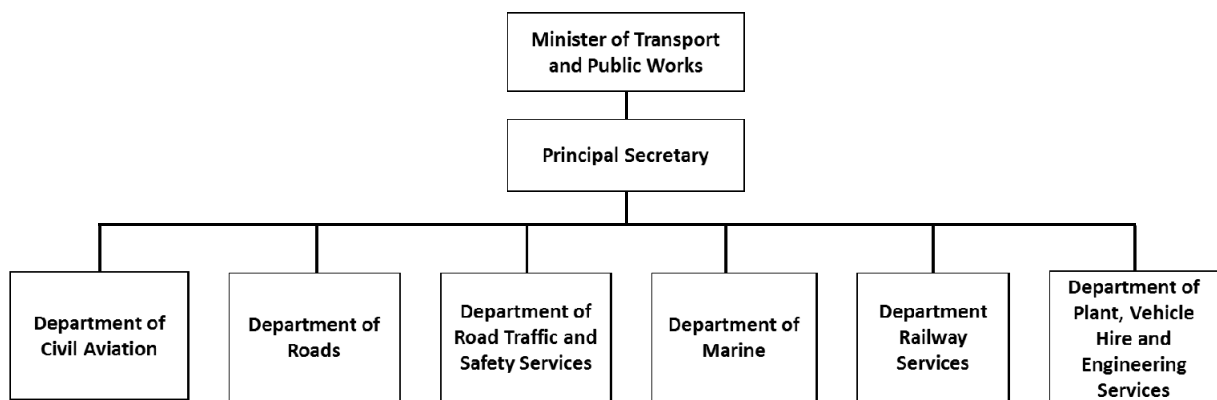 Minister of Transport
and Public Works
Principal Secretary
Department of
Civil Aviation
Department of
Roads
Department of
Road Traffic and
Safety Services
Department of
Marine
Department
Railway
Services
Department of
Plant, Vehicle
Hire and
Engineering
Services